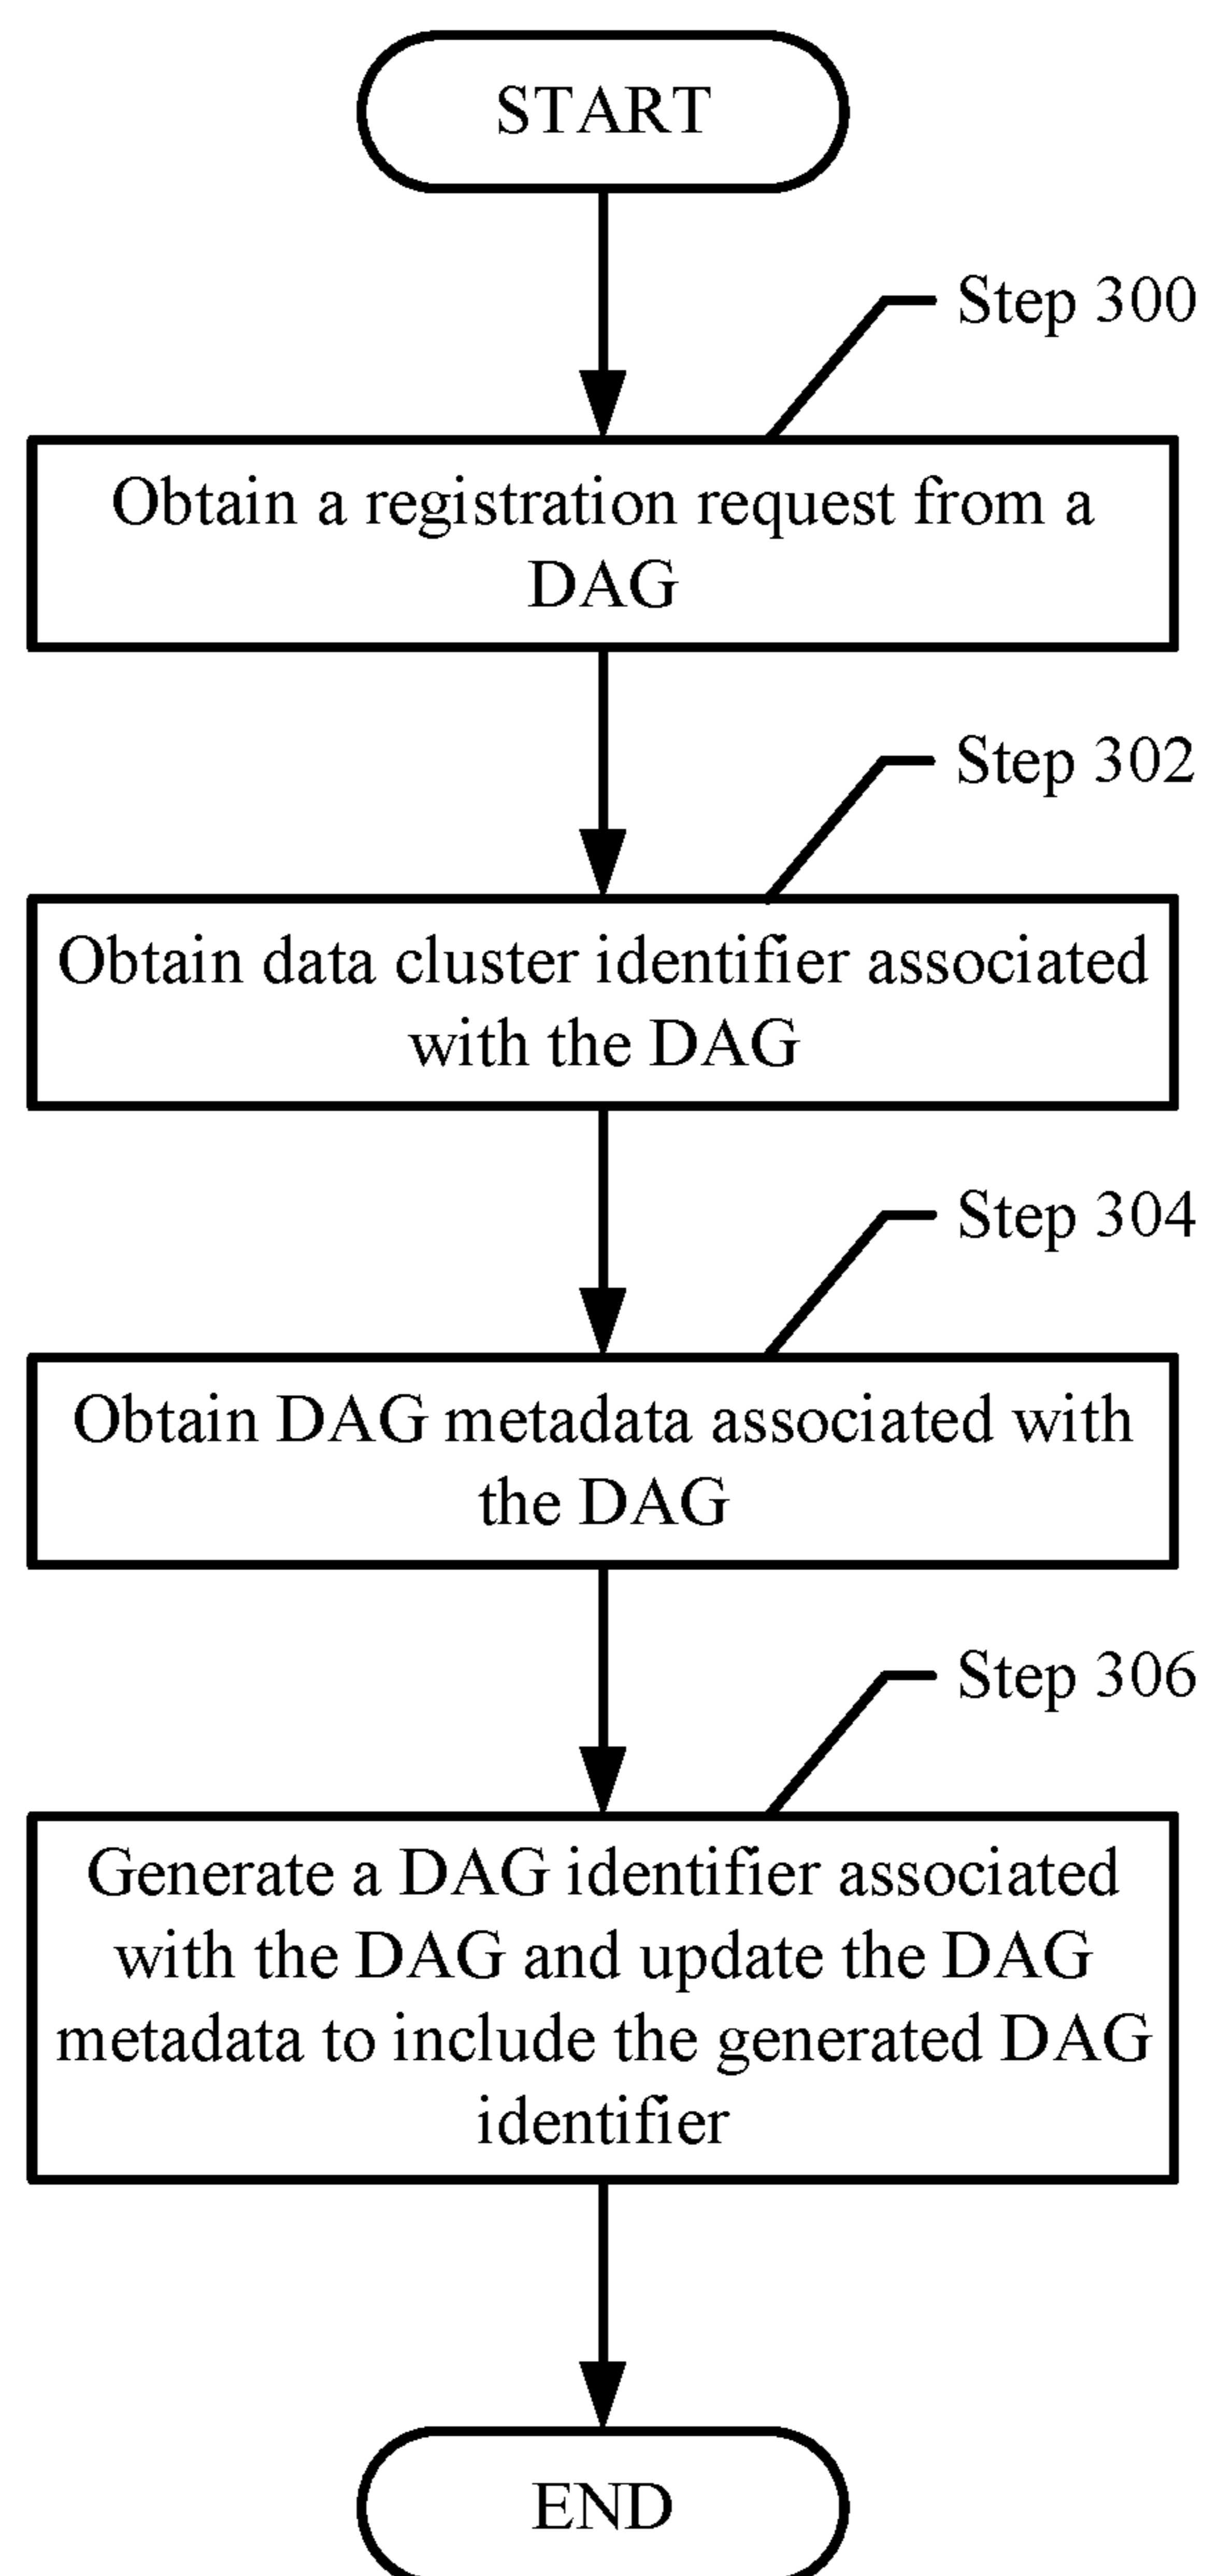 START
Step 300
Obtain a registration request from a
DAG
Step 302
Obtain data cluster identifier associated
with the DAG
Step 304
Obtain DAG metadata associated with
the DAG
Step 306
Generate a DAG identifier associated
with the DAG and update the DAG
metadata to include the generated DAG
identifier
END